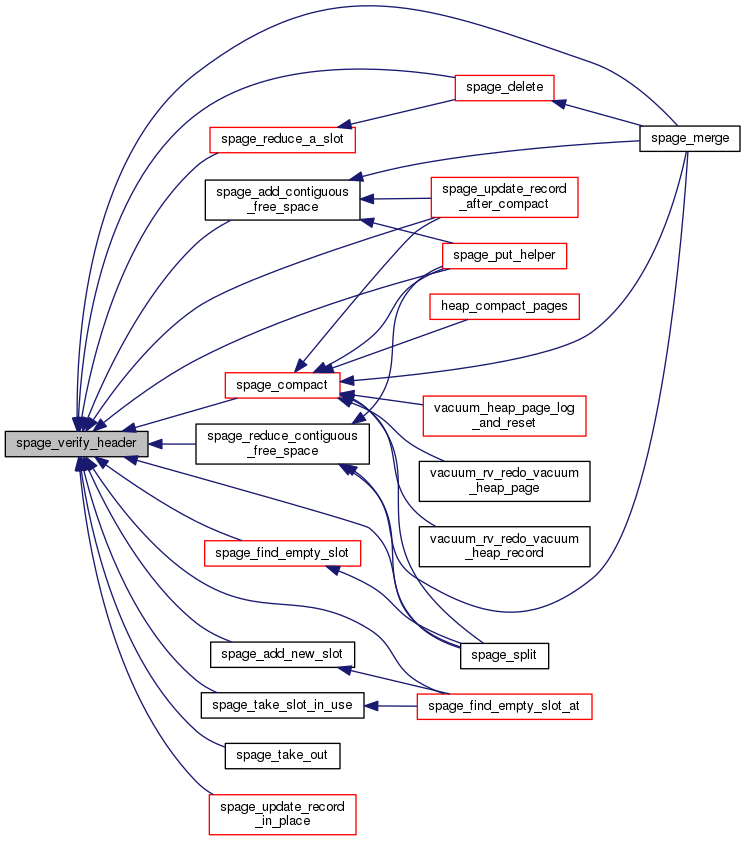 spage_delete
spage_merge
spage_reduce_a_slot
spage_add_contiguous
_free_space
spage_update_record
_after_compact
spage_put_helper
heap_compact_pages
spage_compact
vacuum_heap_page_log
_and_reset
spage_verify_header
spage_reduce_contiguous
_free_space
vacuum_rv_redo_vacuum
_heap_page
vacuum_rv_redo_vacuum
_heap_record
spage_find_empty_slot
spage_add_new_slot
spage_split
spage_take_slot_in_use
spage_find_empty_slot_at
spage_take_out
spage_update_record
_in_place